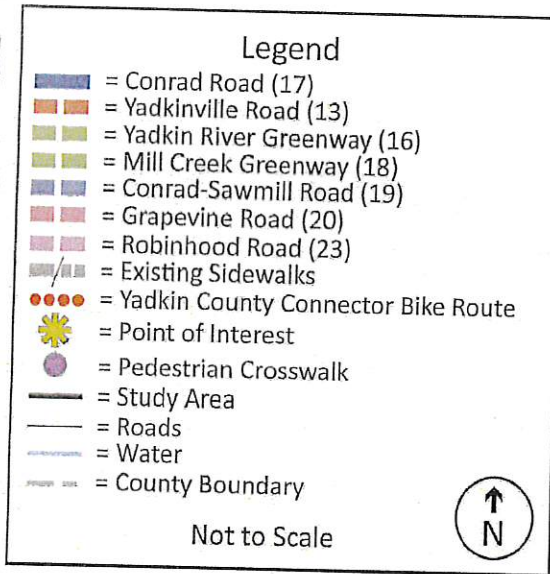 Legend
= Conrad Road (17)
= Yadkinville Road (13)
= Yadkin River Greenway (16)
= Mill Creek Greenway (18)
= Conrad-Sawmill Road (19)
= Grapevine Road (20)
= Robinhood Road (23)
= Existing Sidewalks
= Yadkin County Connector Bike Route
= Point of Interest
= Pedestrian Crosswalk
= Study Area
= Roads
= Water
= County Boundary
Not to Scale
N